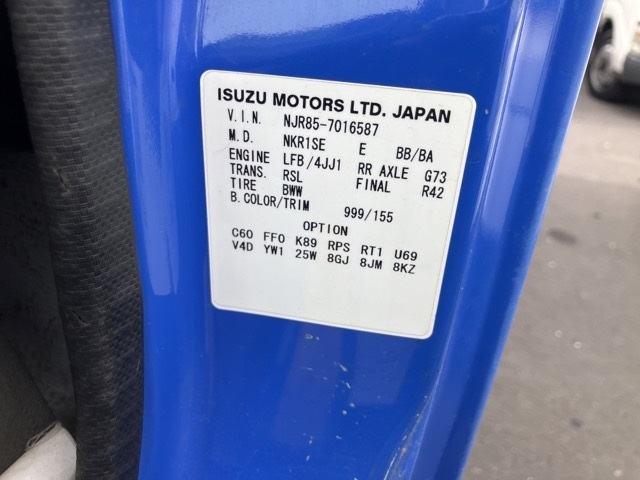 ISUZU MOTORS LTD. JAPAN
V.I.N. NJR85-7016587
M.D. NKR1SE E BB/BA
ENGINE LFB/4JJ1 RR AXLE G73
TRANS. RSL FINAL R42
TIRE BWW
B.COLOR/TRIM 999/155
OPTION
C60 FF0 K89 RPS RT1 U69
V4D YW1 25W 8GJ 8JM 8KZ